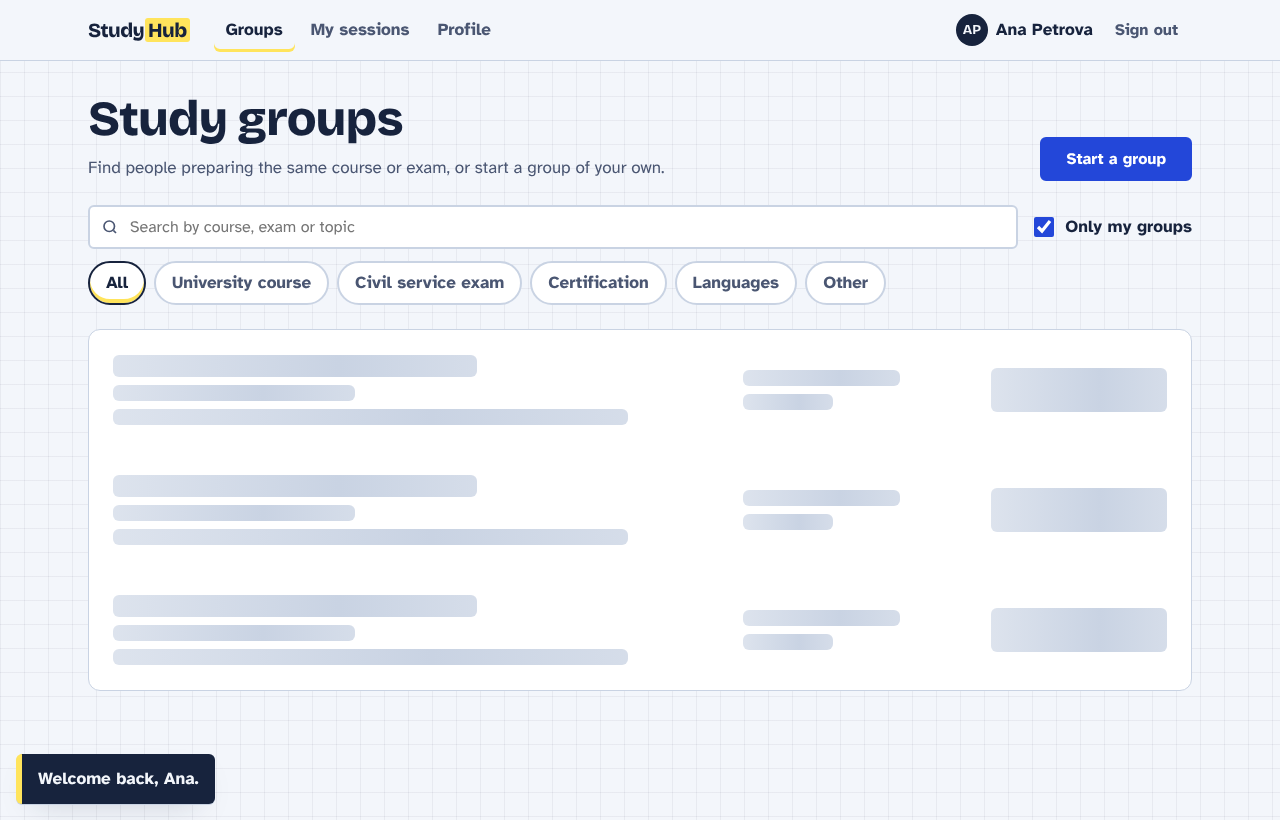 StudyHub
Groups
My sessions
Profile
AP
Ana Petrova
Sign out
Study groups
Find people preparing the same course or exam, or start a group of your own.
Start a group
Search by course, exam or topic
Only my groups
All
University course
Civil service exam
Certification
Languages
Other
Welcome back, Ana.